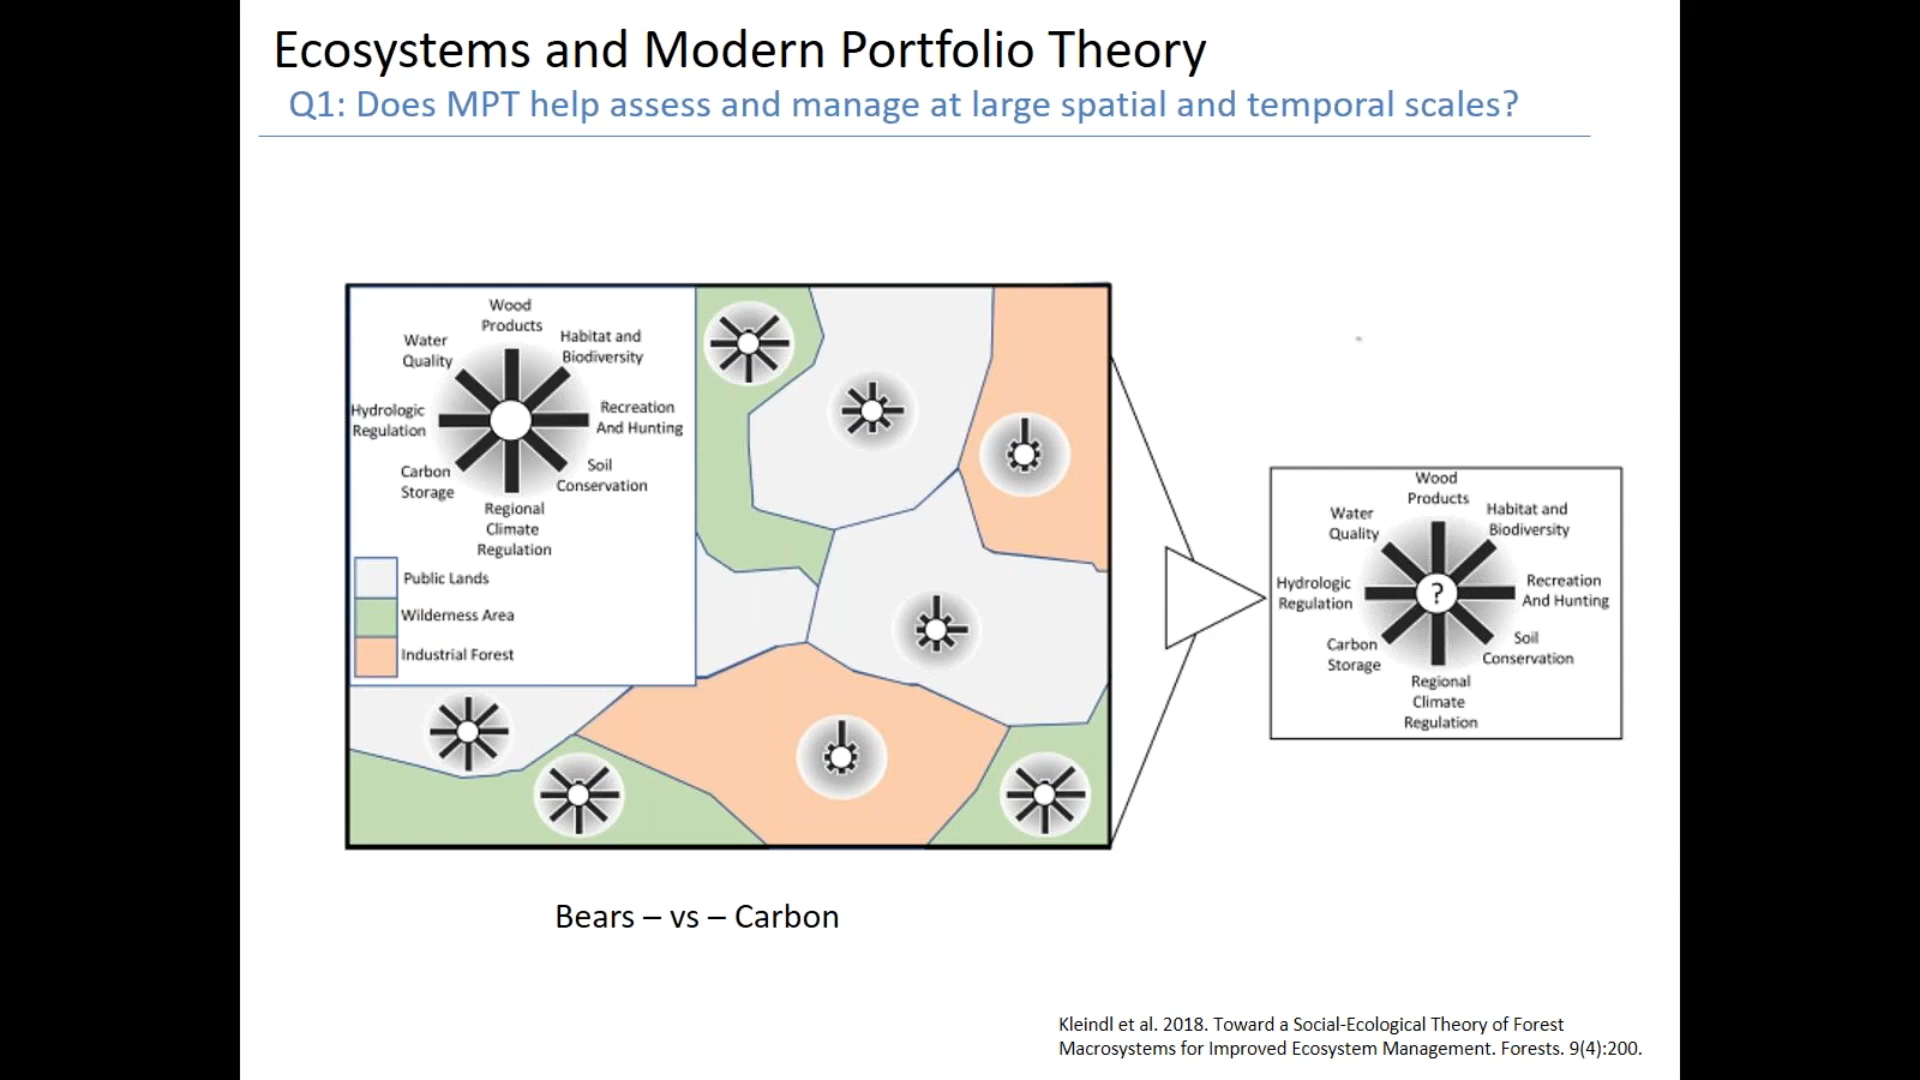 Ecosystems and Modern Portfolio Theory
Q1: Does MPT help assess and manage at large spatial and temporal scales?
Wood
Products
Habitat and
Biodiversity
Water
Quality
Recreation
And Hunting
Hydrologic
Regulation
Soil
Conservation
Carbon
Storage
Regional
Climate
Regulation
Public Lands
Wilderness Area
Industrial Forest
Wood
Products
Habitat and
Biodiversity
Water
Quality
?
Recreation
And Hunting
Hydrologic
Regulation
Soil
Conservation
Carbon
Storage
Regional
Climate
Regulation
Bears – vs – Carbon
Kleindl et al. 2018. Toward a Social-Ecological Theory of Forest
Macrosystems for Improved Ecosystem Management. Forests. 9(4):200.